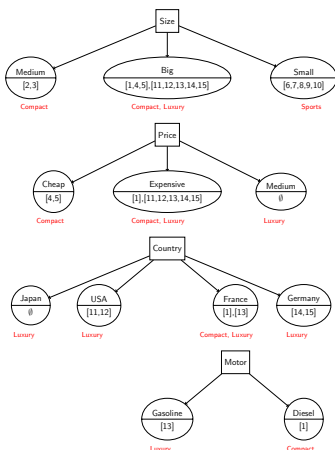 Size
Medium Big Small
[2,3] [1,4,5],[11,12,13,14,15] [6,7,8,9,10]
Compact Compact, Luxury Sports
Price
Cheap Expensive Medium
[4,5] [1],[11,12,13,14,15] ∅
Compact Compact, Luxury Luxury
Country
Japan USA France Germany
∅ [11,12] [1],[13] [14,15]
Luxury Luxury Compact, Luxury Luxury
Motor
Gasoline Diesel
[13] [1]
Luxury Compact